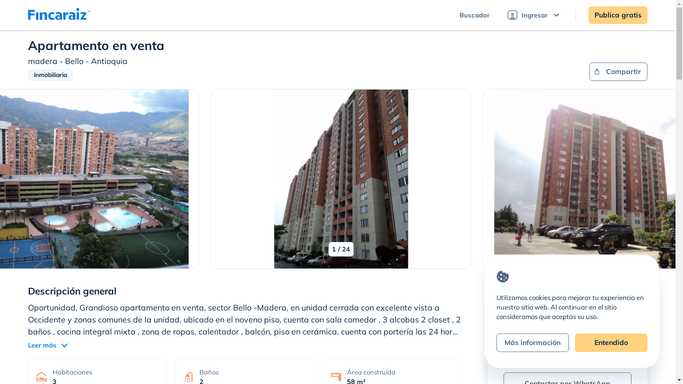 Fincaraiz
Buscador
Ingresar
Publica gratis
Apartamento en venta
madera - Bello - Antioquia
Inmobiliaria
Compartir
1 / 24
Descripción general
Oportunidad, Grandioso apartamento en venta, sector Bello -Madera, en unidad cerrada con excelente vista a
Occidente y zonas comunes de la unidad, ubicado en el noveno piso, cuenta con sala comedor , 3 alcobas 2 closet , 2
baños , cocina integral mixta , zona de ropas, calentador , balcón, piso en cerámica, cuenta con portería las 24 hor...
Leer más
Habitaciones
3
Baños
2
Área construida
58 m²
Utilizamos cookies para mejorar tu experiencia en
nuestro sitio web. Al continuar en el sitio
consideramos que aceptas su uso.
Más información
Entendido
Contactar por WhatsApp